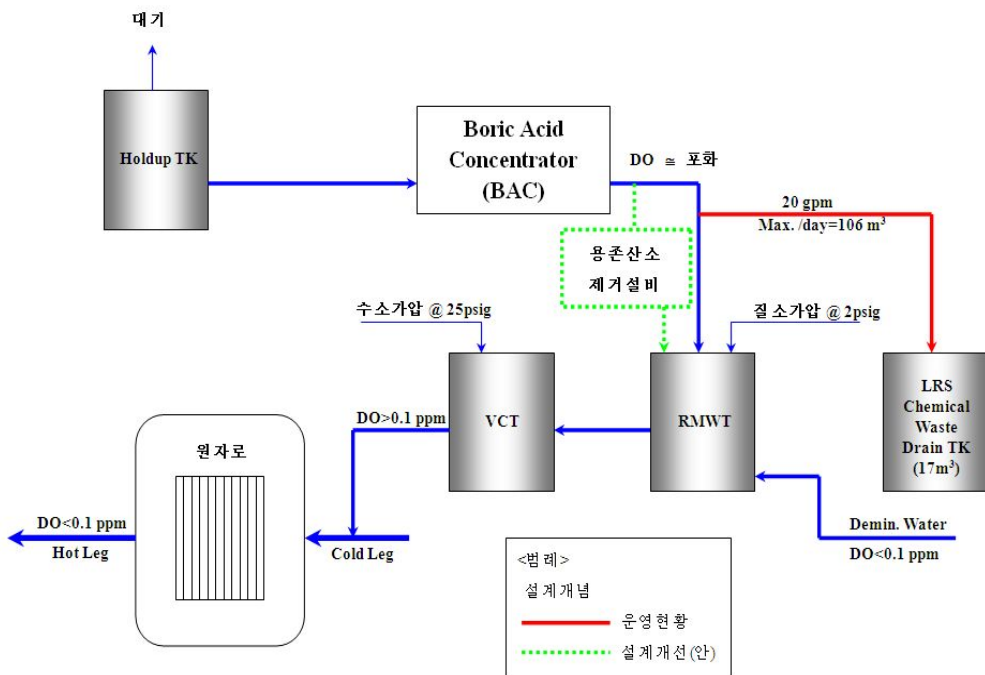 대기
Holdup TK
Boric Acid
Concentrator
(BAC)
DO ≅ 포화
20 gpm
Max. /day=106 m³
용존산소
제거설비
수소가압 @ 25psig
질소가압 @ 2psig
DO>0.1 ppm
VCT
RMWT
LRS
Chemical
Waste
Drain TK
(17m³)
원자로
DO<0.1 ppm
Hot Leg
Cold Leg
Demin. Water
DO<0.1 ppm
<범례>
설계개념
운영현황
설계개선(안)